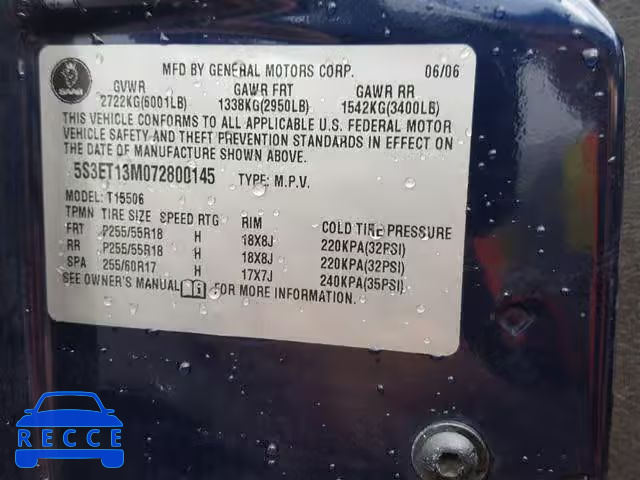 SAAB
MFD BY GENERAL MOTORS CORP. 06/06
GVWR GAWR FRT GAWR RR
2722KG(6001LB) 1338KG(2950LB) 1542KG(3400LB)
THIS VEHICLE CONFORMS TO ALL APPLICABLE U.S. FEDERAL MOTOR
VEHICLE SAFETY AND THEFT PREVENTION STANDARDS IN EFFECT ON
THE DATE OF MANUFACTURE SHOWN ABOVE.
5S3ET13M072800145 TYPE: M.P.V.
MODEL: T15506
TPMN TIRE SIZE SPEED RTG RIM COLD TIRE PRESSURE
FRT P255/55R18 H 18X8J 220KPA(32PSI)
RR P255/55R18 H 18X8J 220KPA(32PSI)
SPA 255/60R17 H 17X7J 240KPA(35PSI)
SEE OWNER'S MANUAL FOR MORE INFORMATION.
RECCE